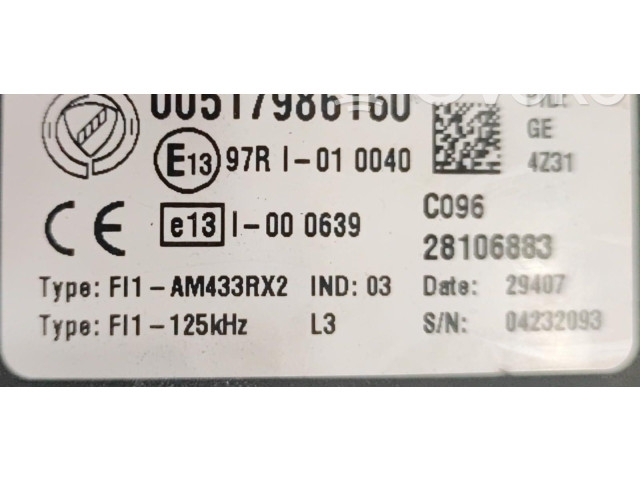 00517986160
E13 97R I-01 0040
GE
4Z31
CE e13 I-00 0639
C096
28106883
Type: FI1-AM433RX2 IND: 03 Date: 29407
Type: FI1-125kHz L3 S/N: 04232093